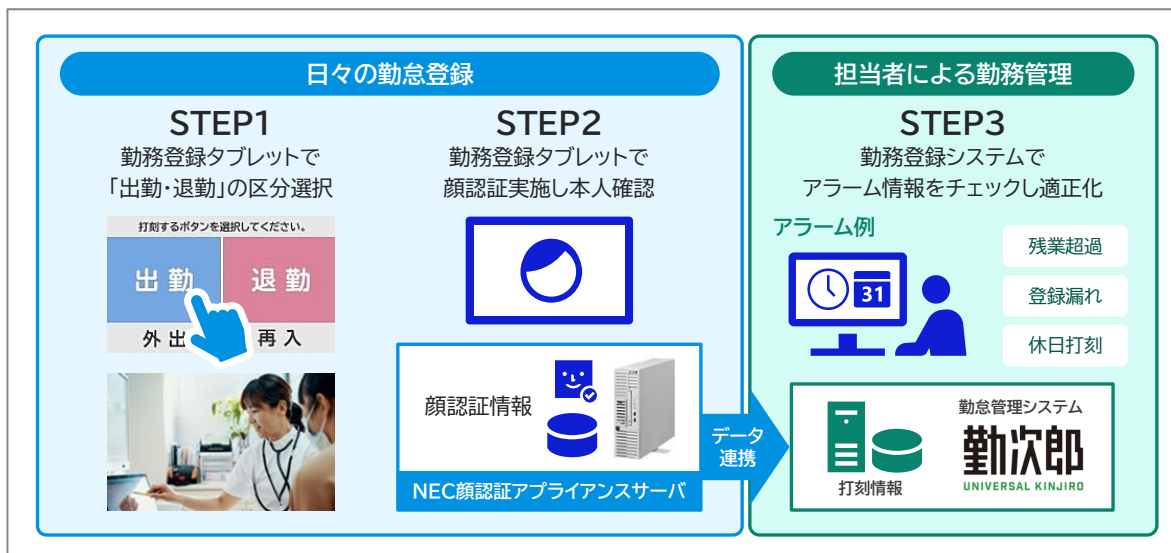 日々の勤怠登録
STEP1
勤務登録タブレットで
「出勤・退勤」の区分選択
打刻するボタンを選択してください。
出勤
退勤
外出
再入
STEP2
勤務登録タブレットで
顔認証実施し本人確認
顔認証情報
NEC顔認証アプライアンスサーバ
データ
連携
担当者による勤務管理
STEP3
勤務登録システムで
アラーム情報をチェックし適正化
アラーム例
31
残業超過
登録漏れ
休日打刻
打刻情報
勤怠管理システム
勤次郎
UNIVERSAL KINJIRO